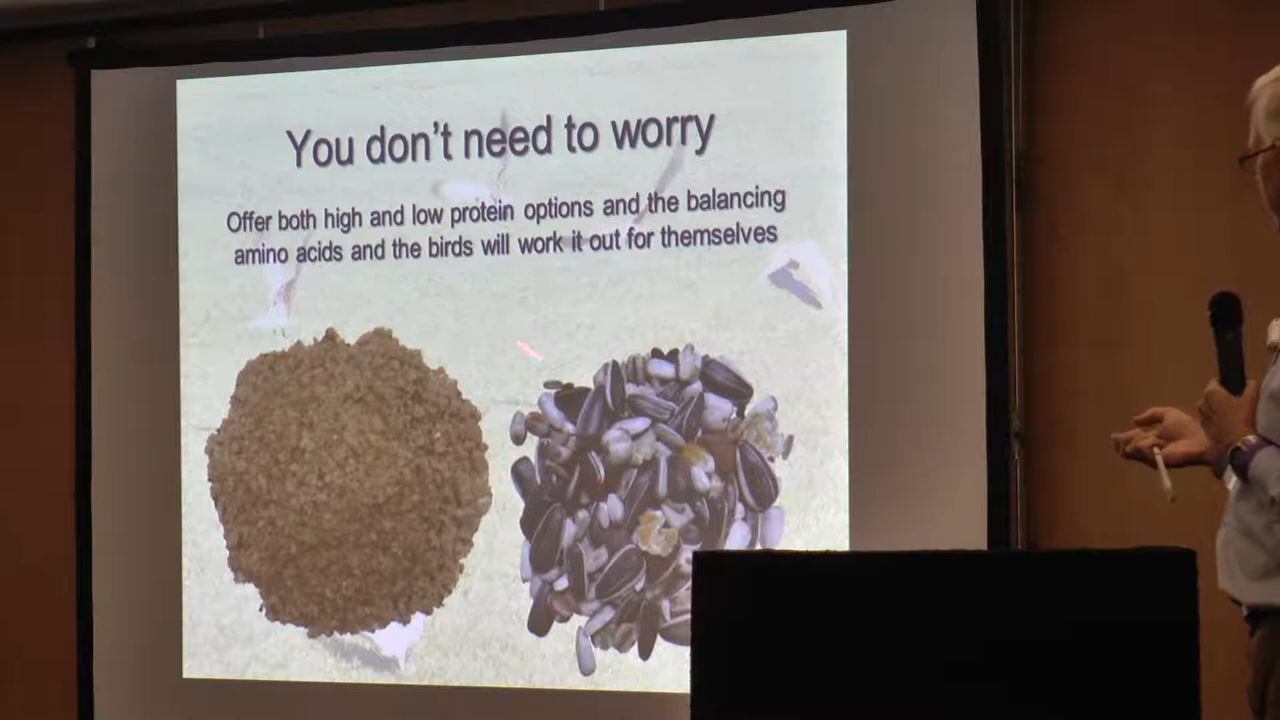 You don't need to worry
Offer both high and low protein options and the balancing
amino acids and the birds will work it out for themselves